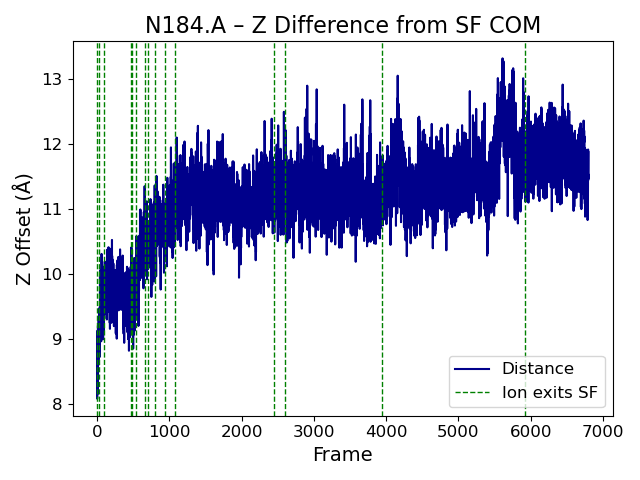 N184.A – Z Difference from SF COM
Z Offset (Å)
13
12
11
10
9
8
Distance
Ion exits SF
0 1000 2000 3000 4000 5000 6000 7000
Frame